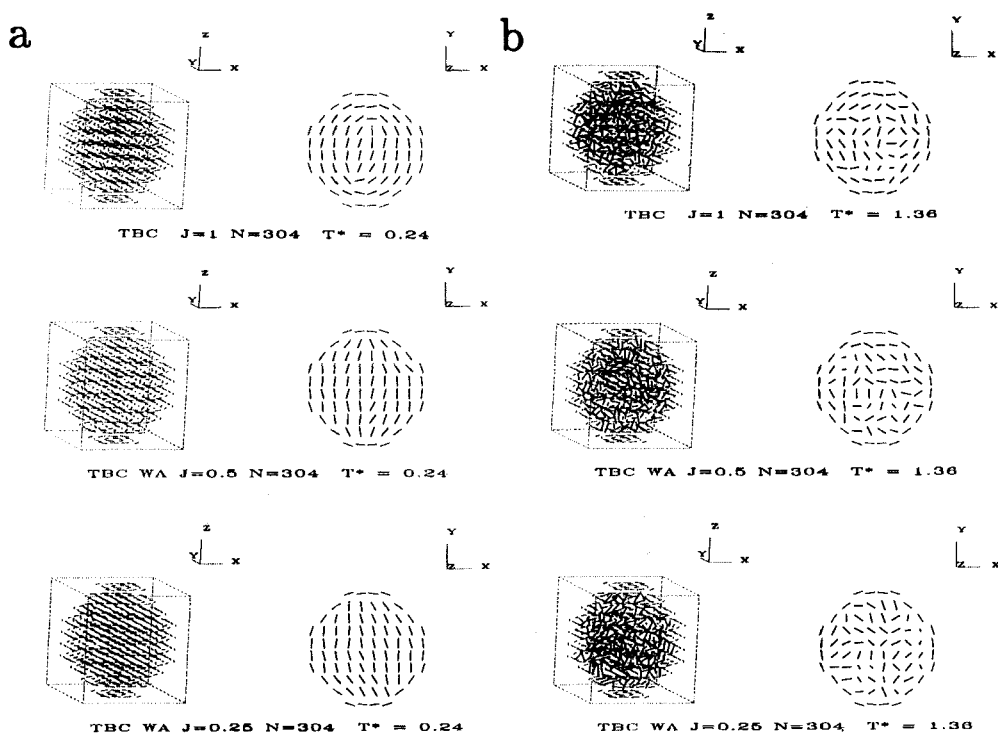 a
Z
Y
X
Y
Z
X
TBC J=1 N=304 T* = 0.24
Z
Y
X
Y
Z
X
TBC WA J=0.5 N=304 T* = 0.24
Z
Y
X
Y
Z
X
TBC WA J=0.25 N=304 T* = 0.24
b
Z
Y
X
Y
Z
X
TBC J=1 N=304 T* = 1.36
Z
Y
X
Y
Z
X
TBC WA J=0.5 N=304 T* = 1.36
Z
Y
X
Y
Z
X
TBC WA J=0.25 N=304 T* = 1.36